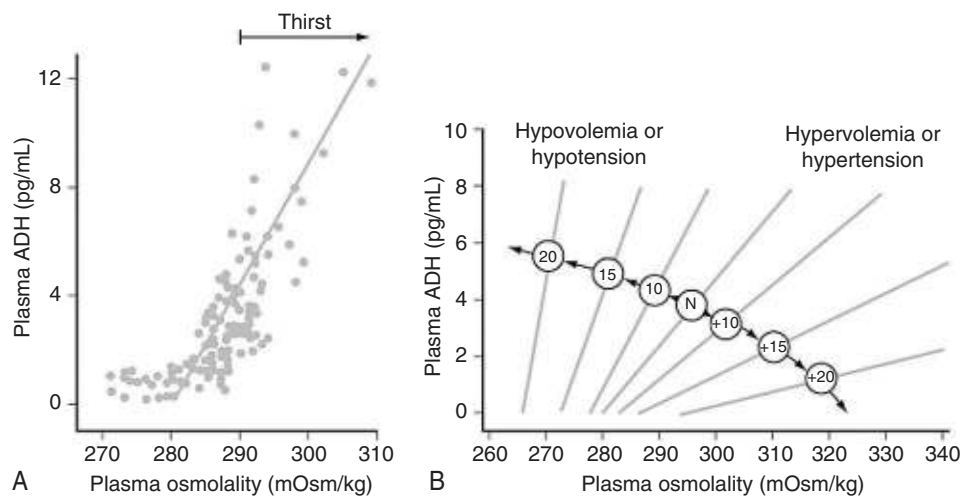 Thirst
12
8
4
0
Plasma ADH (pg/mL)
270 280 290 300 310
A Plasma osmolality (mOsm/kg)
10
8
6
4
2
0
Plasma ADH (pg/mL)
Hypovolemia or
hypotension
Hypervolemia or
hypertension
20
15
10
N
+10
+15
+20
260 270 280 290 300 310 320 330 340
B Plasma osmolality (mOsm/kg)